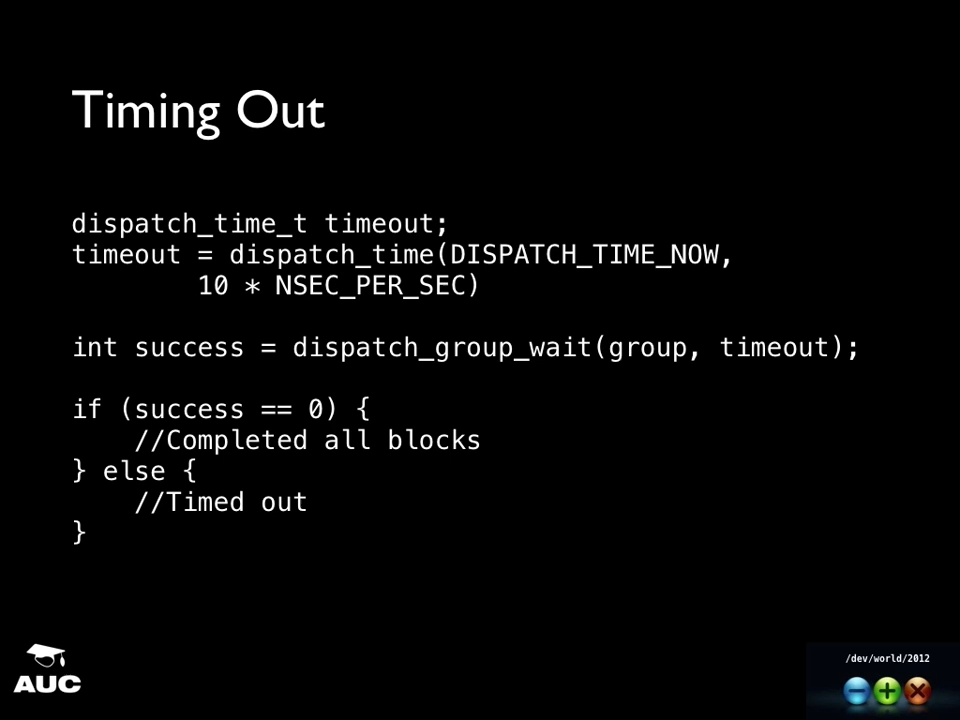 Timing Out
dispatch_time_t timeout;
timeout = dispatch_time(DISPATCH_TIME_NOW,
        10 * NSEC_PER_SEC)
int success = dispatch_group_wait(group, timeout);
if (success == 0) {
    //Completed all blocks
} else {
    //Timed out
}
AUC
/dev/world/2012